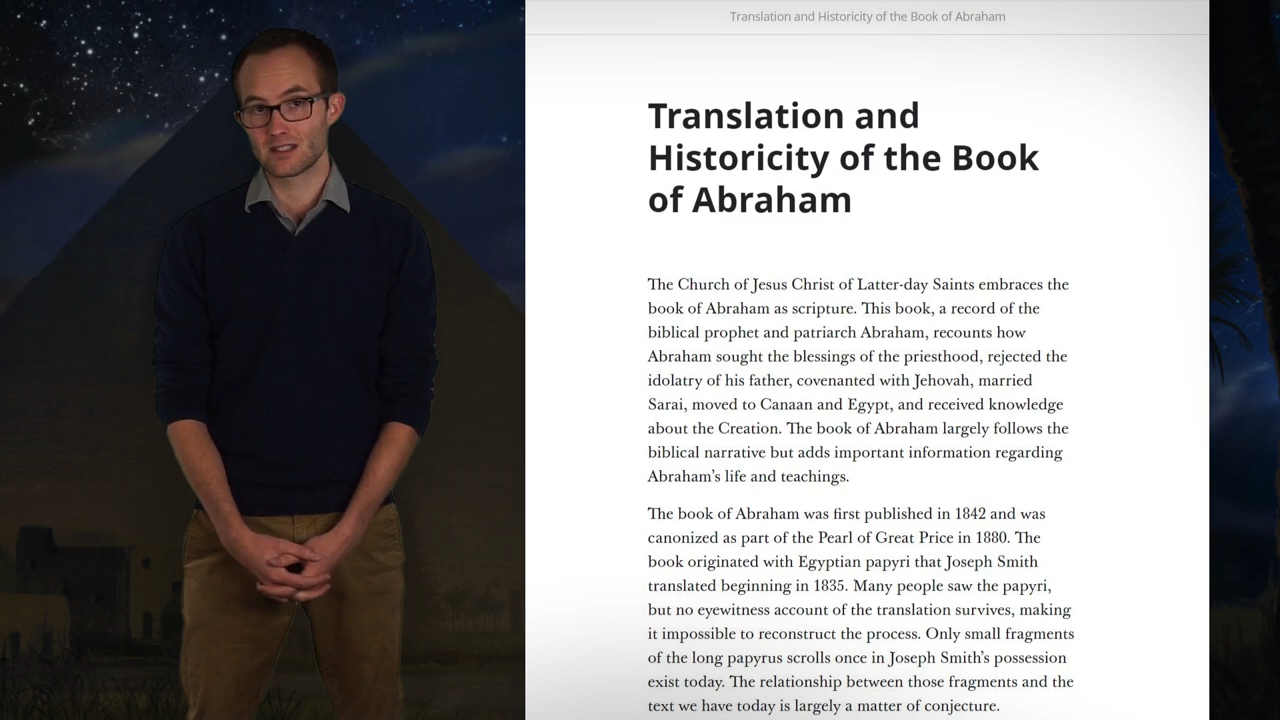 Translation and Historicity of the Book of Abraham
Translation and
Historicity of the Book
of Abraham
The Church of Jesus Christ of Latter-day Saints embraces the
book of Abraham as scripture. This book, a record of the
biblical prophet and patriarch Abraham, recounts how
Abraham sought the blessings of the priesthood, rejected the
idolatry of his father, covenanted with Jehovah, married
Sarai, moved to Canaan and Egypt, and received knowledge
about the Creation. The book of Abraham largely follows the
biblical narrative but adds important information regarding
Abraham’s life and teachings.
The book of Abraham was first published in 1842 and was
canonized as part of the Pearl of Great Price in 1880. The
book originated with Egyptian papyri that Joseph Smith
translated beginning in 1835. Many people saw the papyri,
but no eyewitness account of the translation survives, making
it impossible to reconstruct the process. Only small fragments
of the long papyrus scrolls once in Joseph Smith’s possession
exist today. The relationship between those fragments and the
text we have today is largely a matter of conjecture.